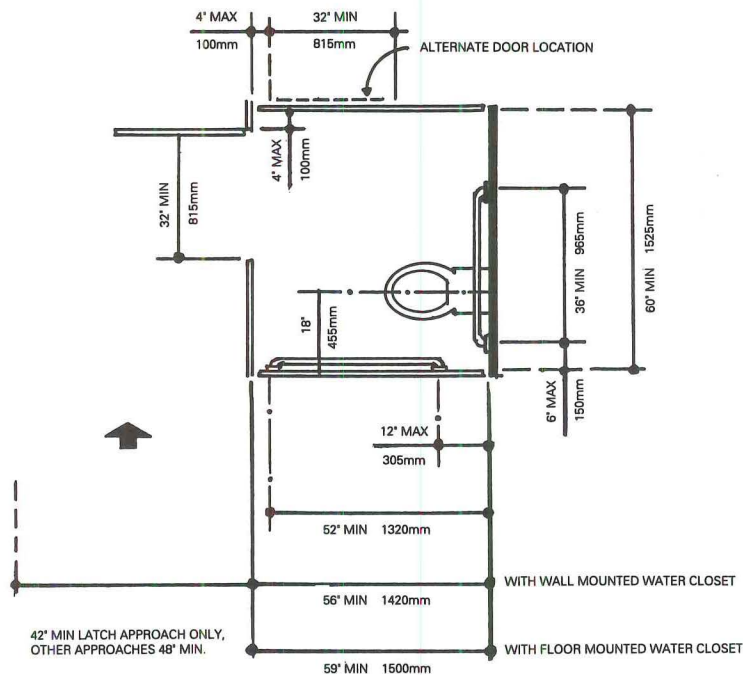 4" MAX
100mm
32" MIN
815mm
ALTERNATE DOOR LOCATION
4" MAX
100mm
32" MIN
815mm
18"
455mm
36" MIN 965mm
60" MIN 1525mm
6" MAX
150mm
12" MAX
305mm
52" MIN 1320mm
WITH WALL MOUNTED WATER CLOSET
56" MIN 1420mm
42" MIN LATCH APPROACH ONLY,
OTHER APPROACHES 48" MIN.
WITH FLOOR MOUNTED WATER CLOSET
59" MIN 1500mm